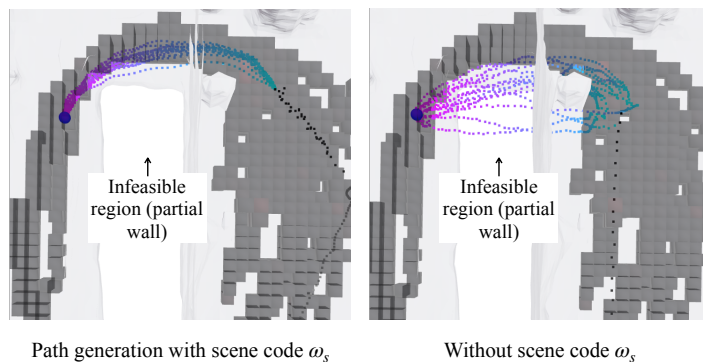 Infeasible
region (partial
wall)
Infeasible
region (partial
wall)
Path generation with scene code ωs
Without scene code ωs